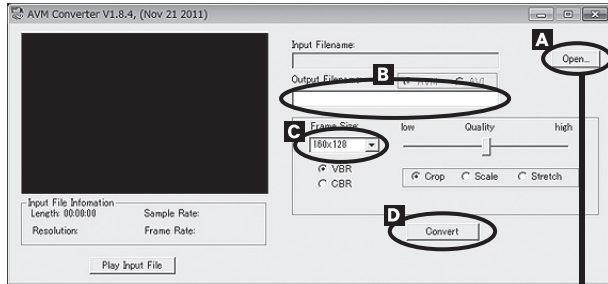 AVM Converter V1.8.4, (Nov 21 2011)
Input Filename:
A
Open...
Output Filename:
B
AVM
AVI
C
Frame Size:
low
Quality
high
160x128
VBR
CBR
Crop
Scale
Stretch
Input File Infomation
Length: 00:00:00
Sample Rate:
Resolution:
Frame Rate:
D
Convert
Play Input File